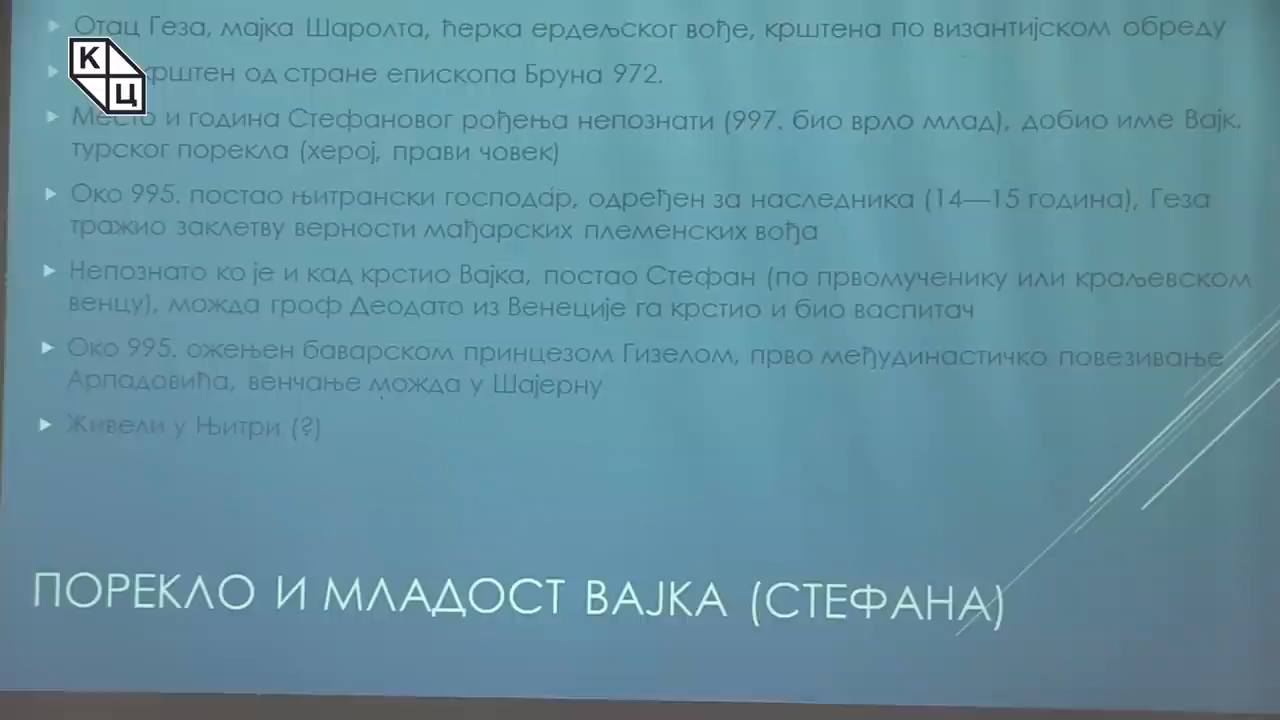 Отац Геза, мајка Шаролта, ћерка ердељског вође, крштена по византијском обреду
К
крштен од стране епископа Бруна 972.
Ц
Место и година Стефановог рођења непознати (997. био врло млад), добио име Вајк,
турског порекла (херој, прави човек)
Око 995. постао њитрански господар, одређен за наследника (14—15 година), Геза
тражио заклетву верности мађарских племенских вођа
Непознато ко је и кад крстио Вајка, постао Стефан (по првомученику или краљевском
венцу), можда гроф Деодато из Венеције га крстио и био васпитач
Око 995. ожењен баварском принцезом Гизелом, прво међудинастичко повезивање
Арпадовића, венчање можда у Шајерну
Живели у Њитри (?)
ПОРЕКЛО И МЛАДОСТ ВАЈКА (СТЕФАНА)